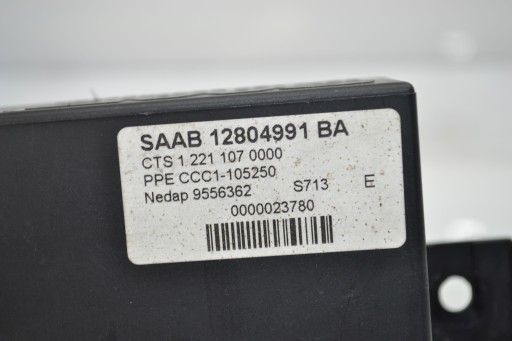 SAAB 12804991 BA
CTS 1 221 107 0000
PPE CCC1-105250
Nedap 9556362 S713 E
0000023780